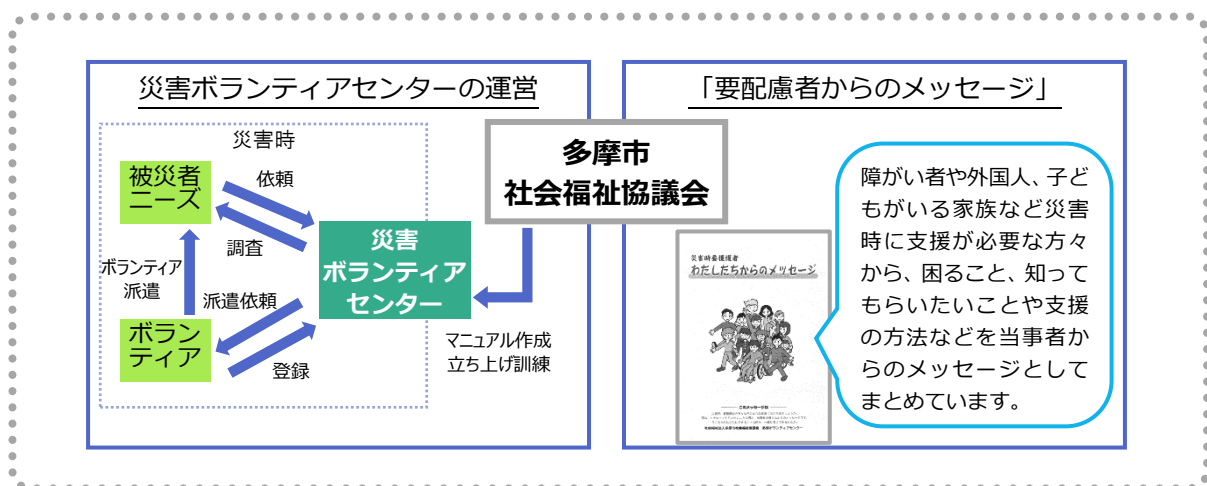 災害ボランティアセンターの運営
災害時
被災者
ニーズ
依頼
調査
災害
ボランティア
センター
ボランティア
派遣
派遣依頼
ボラン
ティア
登録
多摩市
社会福祉協議会
マニュアル作成
立ち上げ訓練
「要配慮者からのメッセージ」
災害時要援護者
わたしたちからのメッセージ
障がい者や外国人、子ど
もがいる家族など災害
時に支援が必要な方々
から、困ること、知って
もらいたいことや支援
の方法などを当事者か
らのメッセージとして
まとめています。